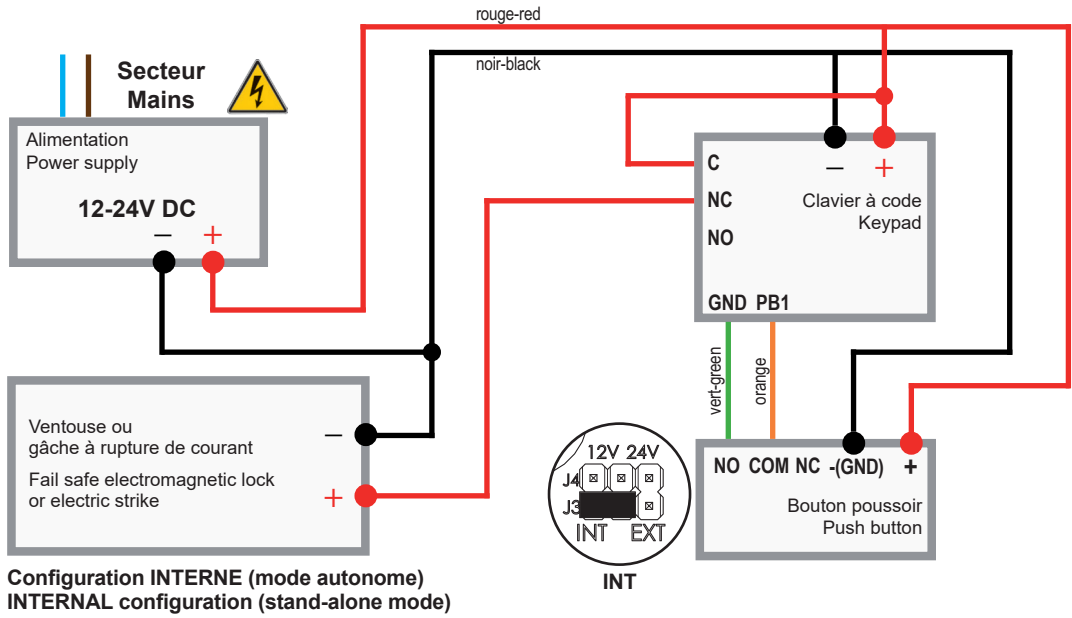 rouge-red
noir-black
Secteur
Mains
Alimentation
Power supply
12-24V DC
− +
C
NC
NO
− +
Clavier à code
Keypad
GND PB1
vert-green
orange
Ventouse ou
gâche à rupture de courant
−
Fail safe electromagnetic lock
or electric strike
+
12V 24V
J4
J3
INT EXT
INT
NO COM NC -(GND) +
Bouton poussoir
Push button
Configuration INTERNE (mode autonome)
INTERNAL configuration (stand-alone mode)